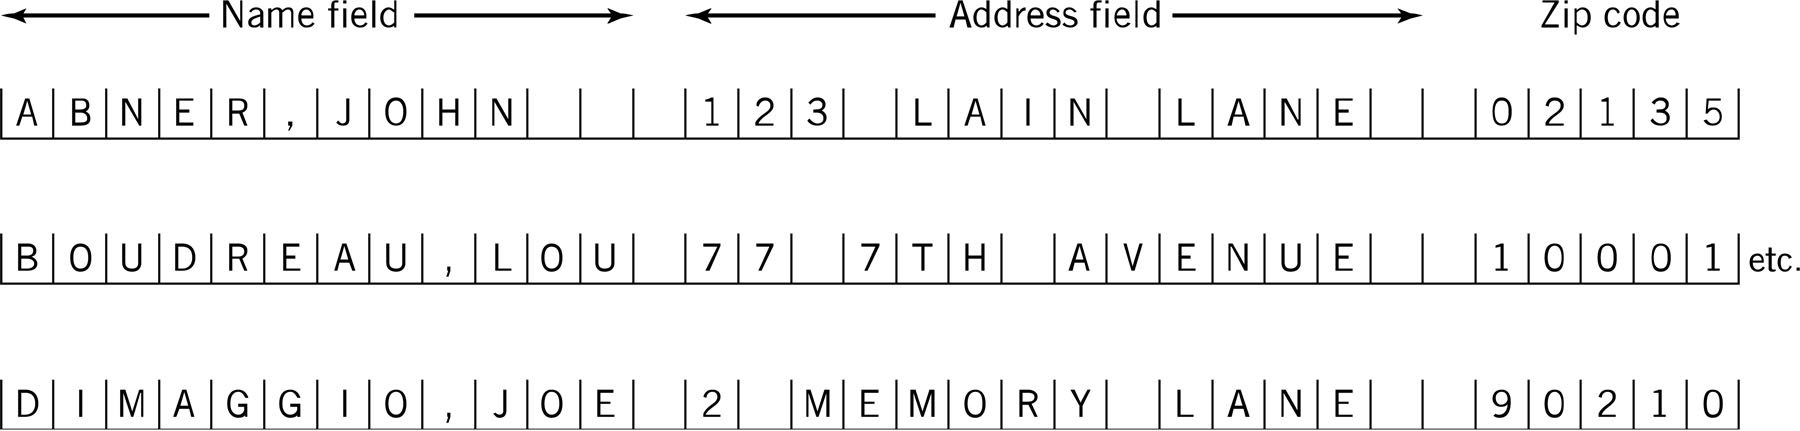 Name field Address field Zip code
ABNER,JOHN 123 LAIN LANE 02135
BOUDREAU,LOU 77 7TH AVENUE 10001 etc.
DIMAGGIO,JOE 2 MEMORY LANE 90210